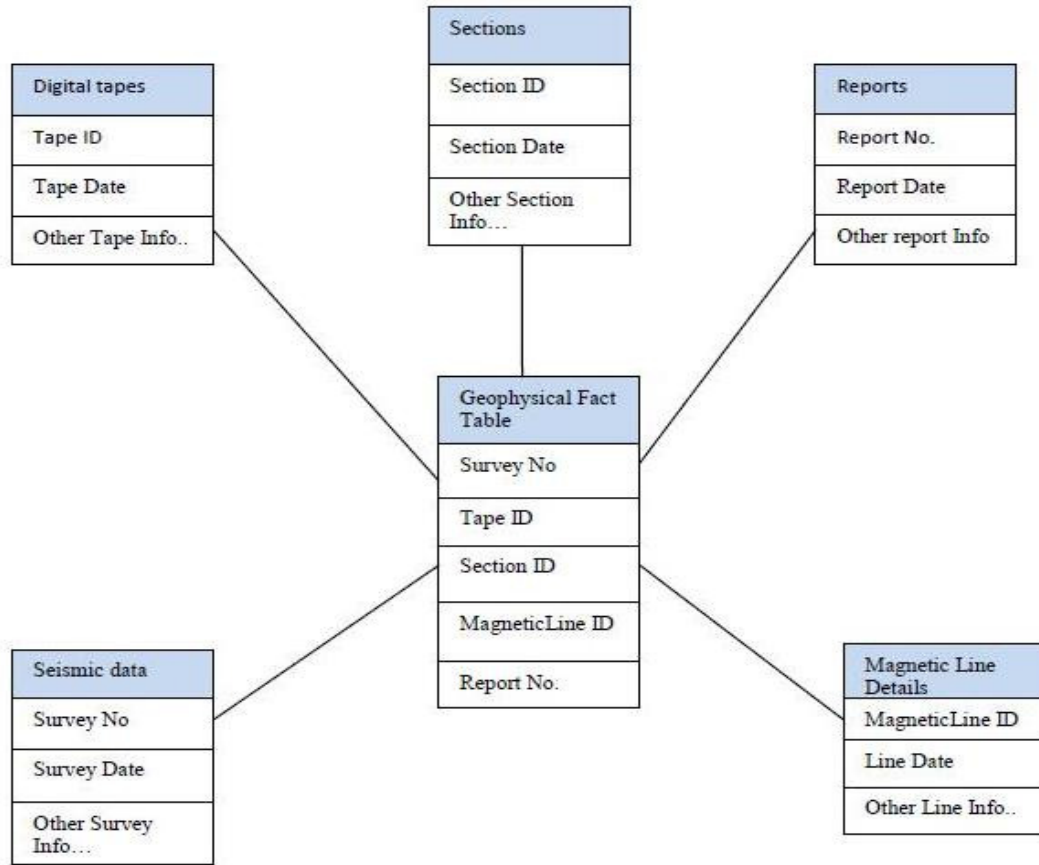 Sections
Section ID
Section Date
Other Section
Info…
Digital tapes
Tape ID
Tape Date
Other Tape Info..
Reports
Report No.
Report Date
Other report Info
Geophysical Fact
Table
Survey No
Tape ID
Section ID
MagneticLine ID
Report No.
Seismic data
Survey No
Survey Date
Other Survey
Info…
Magnetic Line
Details
MagneticLine ID
Line Date
Other Line Info..